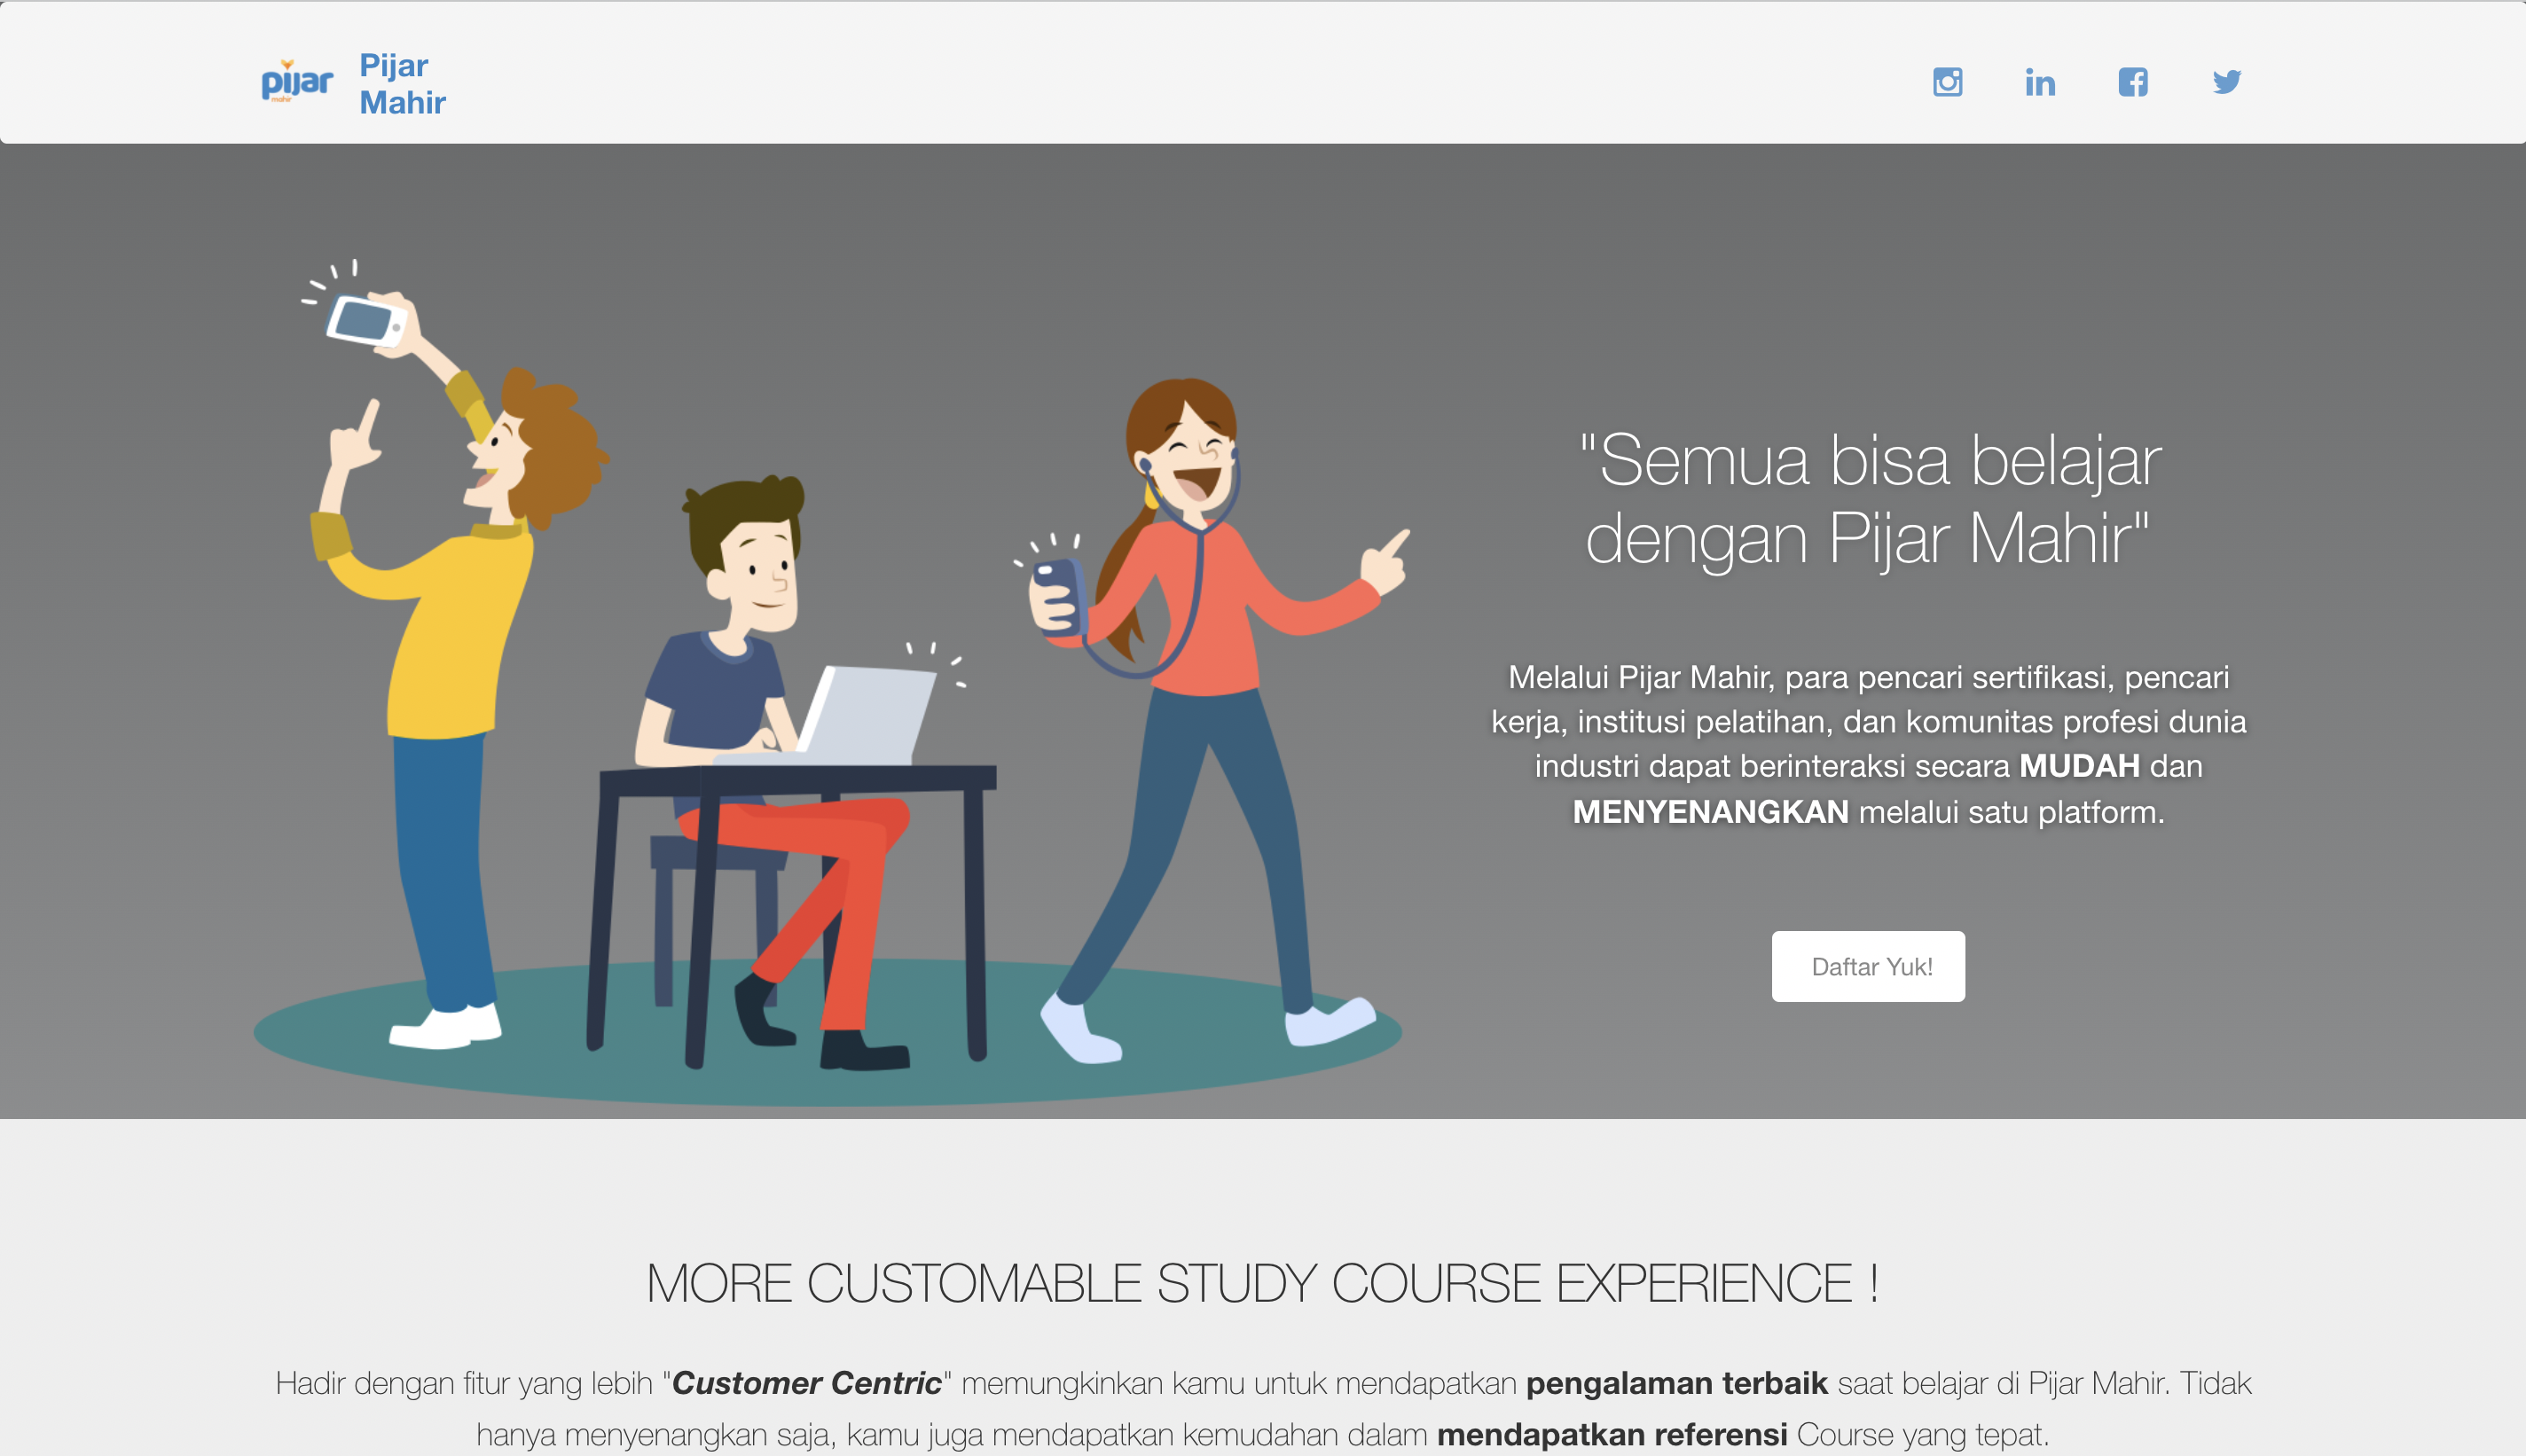 pijar
mahir
Pijar
Mahir
"Semua bisa belajar
dengan Pijar Mahir"
Melalui Pijar Mahir, para pencari sertifikasi, pencari
kerja, institusi pelatihan, dan komunitas profesi dunia
industri dapat berinteraksi secara MUDAH dan
MENYENANGKAN melalui satu platform.
Daftar Yuk!
MORE CUSTOMABLE STUDY COURSE EXPERIENCE !
Hadir dengan fitur yang lebih "Customer Centric" memungkinkan kamu untuk mendapatkan pengalaman terbaik saat belajar di Pijar Mahir. Tidak
hanya menyenangkan saja, kamu juga mendapatkan kemudahan dalam mendapatkan referensi Course yang tepat.